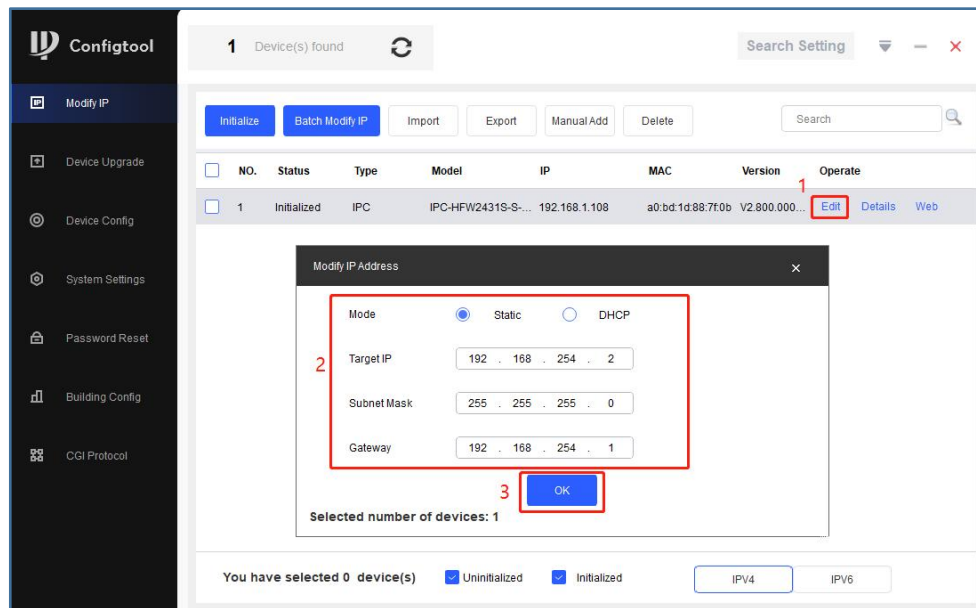 Configtool
1 Device(s) found
Search Setting
Modify IP
Device Upgrade
Device Config
System Settings
Password Reset
Building Config
CGI Protocol
Initialize Batch Modify IP Import Export Manual Add Delete Search
NO. Status Type Model IP MAC Version Operate
1
1 Initialized IPC IPC-HFW2431S-S-... 192.168.1.108 a0:bd:1d:88:7f:0b V2.800.000... Edit Details Web
Modify IP Address
Mode Static DHCP
2
Target IP 192 . 168 . 254 . 2
Subnet Mask 255 . 255 . 255 . 0
Gateway 192 . 168 . 254 . 1
3 OK
Selected number of devices: 1
You have selected 0 device(s) Uninitialized Initialized IPV4 IPV6